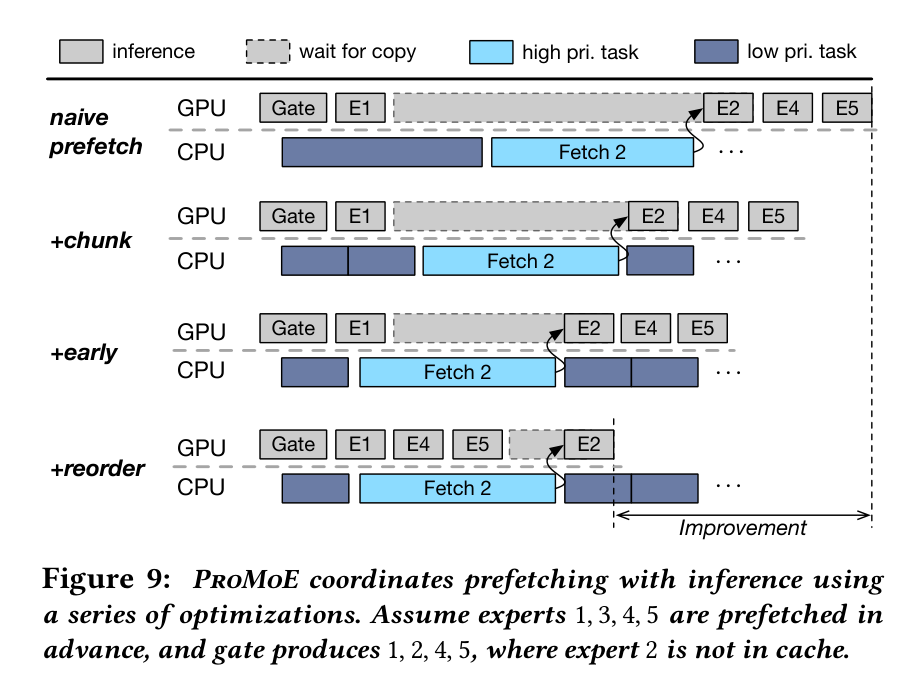 inference wait for copy high pri. task low pri. task
naive prefetch
GPU Gate E1 E2 E4 E5
CPU Fetch 2 ...
+chunk
GPU Gate E1 E2 E4 E5
CPU Fetch 2 ...
+early
GPU Gate E1 E2 E4 E5
CPU Fetch 2 ...
+reorder
GPU Gate E1 E4 E5 E2
CPU Fetch 2 ...
Improvement
Figure 9: PROMOE coordinates prefetching with inference using
a series of optimizations. Assume experts 1, 3, 4, 5 are prefetched in
advance, and gate produces 1, 2, 4, 5, where expert 2 is not in cache.